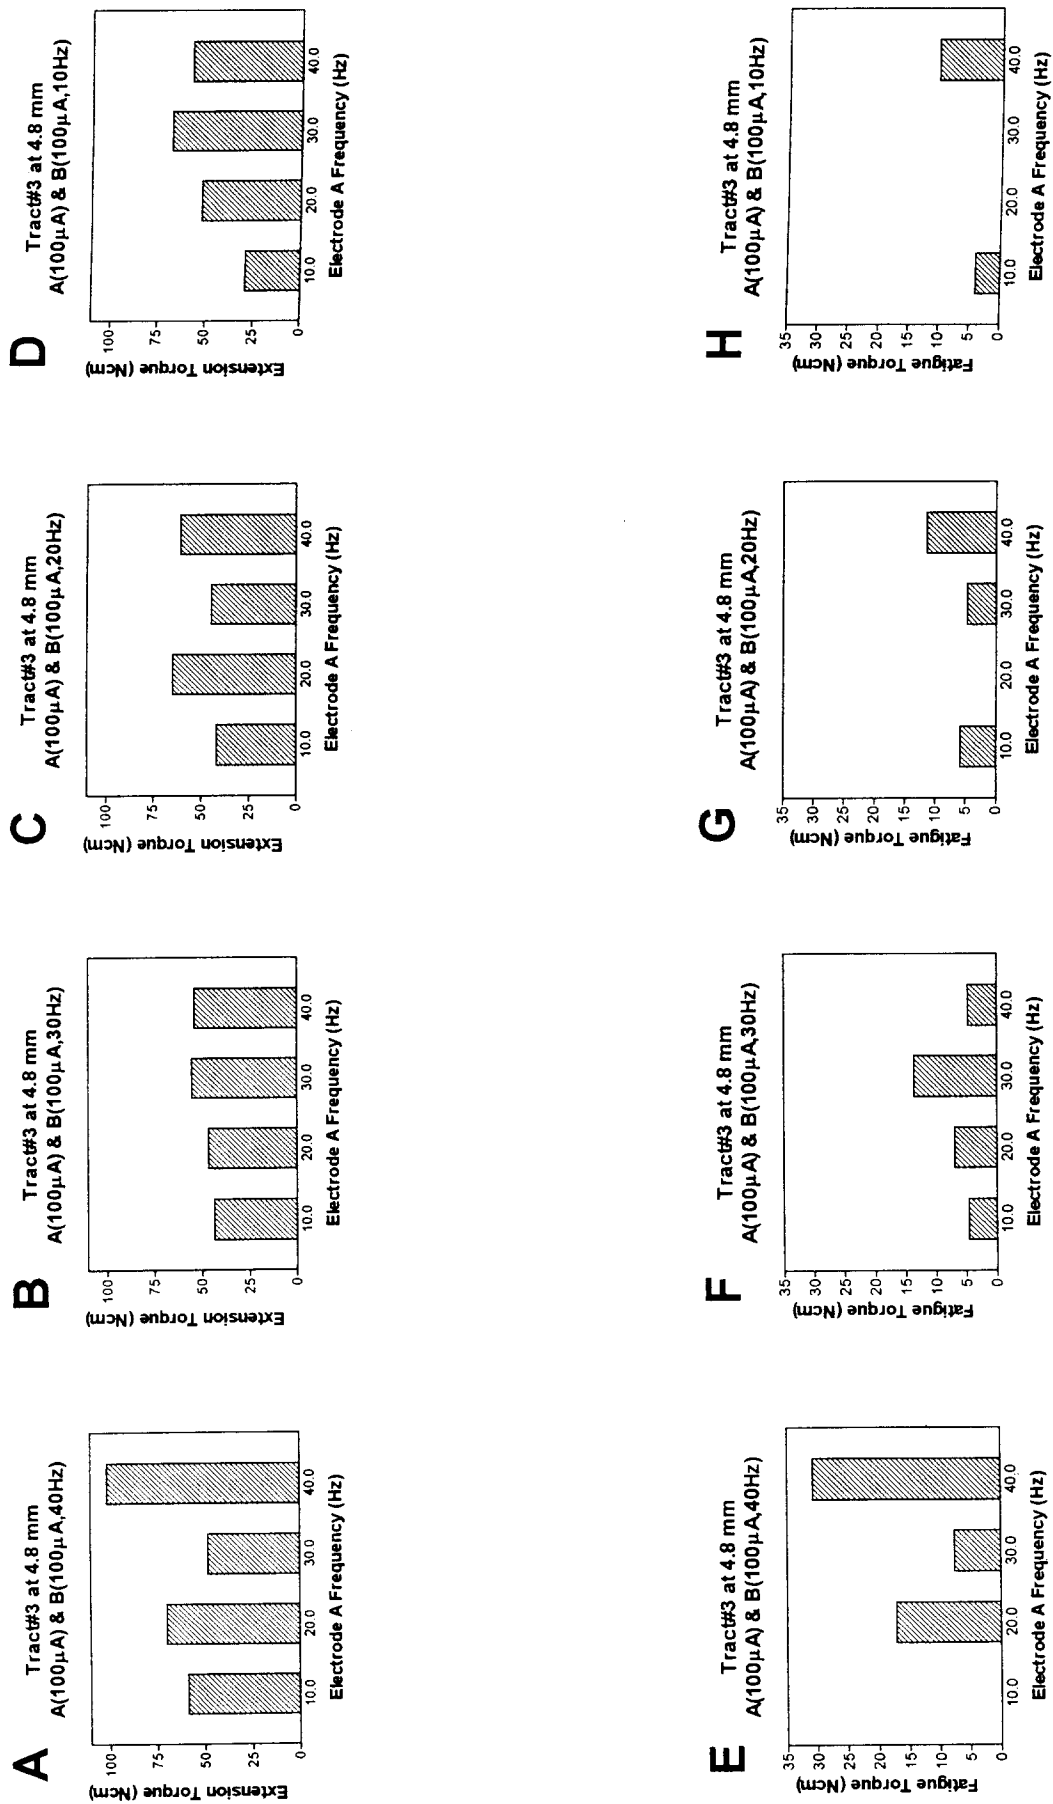 A
Tract#3 at 4.8 mm
A(100µA) & B(100µA,40Hz)
Extension Torque (Ncm)
100
75
50
25
0
10.0 20.0 30.0 40.0
Electrode A Frequency (Hz)
B
Tract#3 at 4.8 mm
A(100µA) & B(100µA,30Hz)
Extension Torque (Ncm)
100
75
50
25
0
10.0 20.0 30.0 40.0
Electrode A Frequency (Hz)
C
Tract#3 at 4.8 mm
A(100µA) & B(100µA,20Hz)
Extension Torque (Ncm)
100
75
50
25
0
10.0 20.0 30.0 40.0
Electrode A Frequency (Hz)
D
Tract#3 at 4.8 mm
A(100µA) & B(100µA,10Hz)
Extension Torque (Ncm)
100
75
50
25
0
10.0 20.0 30.0 40.0
Electrode A Frequency (Hz)
E
Tract#3 at 4.8 mm
A(100µA) & B(100µA,40Hz)
Fatigue Torque (Ncm)
35
30
25
20
15
10
5
0
10.0 20.0 30.0 40.0
Electrode A Frequency (Hz)
F
Tract#3 at 4.8 mm
A(100µA) & B(100µA,30Hz)
Fatigue Torque (Ncm)
35
30
25
20
15
10
5
0
10.0 20.0 30.0 40.0
Electrode A Frequency (Hz)
G
Tract#3 at 4.8 mm
A(100µA) & B(100µA,20Hz)
Fatigue Torque (Ncm)
35
30
25
20
15
10
5
0
10.0 20.0 30.0 40.0
Electrode A Frequency (Hz)
H
Tract#3 at 4.8 mm
A(100µA) & B(100µA,10Hz)
Fatigue Torque (Ncm)
35
30
25
20
15
10
5
0
10.0 20.0 30.0 40.0
Electrode A Frequency (Hz)